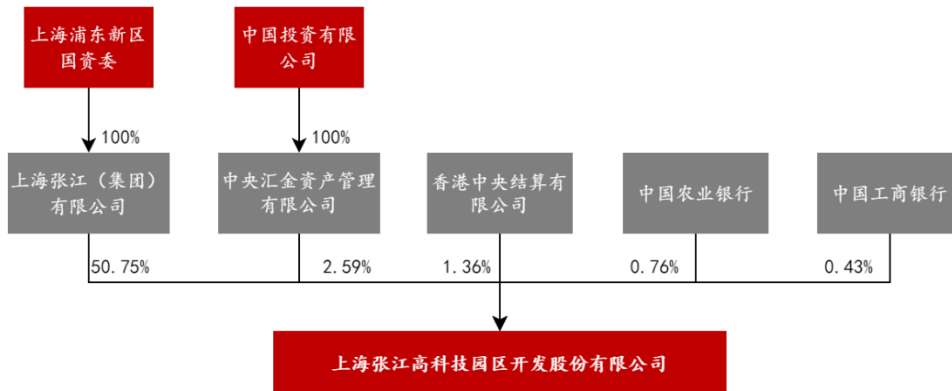 上海浦东新区
国资委
中国投资有限
公司
100%
100%
上海张江（集团）
有限公司
中央汇金资产管理
有限公司
香港中央结算有
限公司
中国农业银行
中国工商银行
50.75%
2.59%
1.36%
0.76%
0.43%
上海张江高科技园区开发股份有限公司